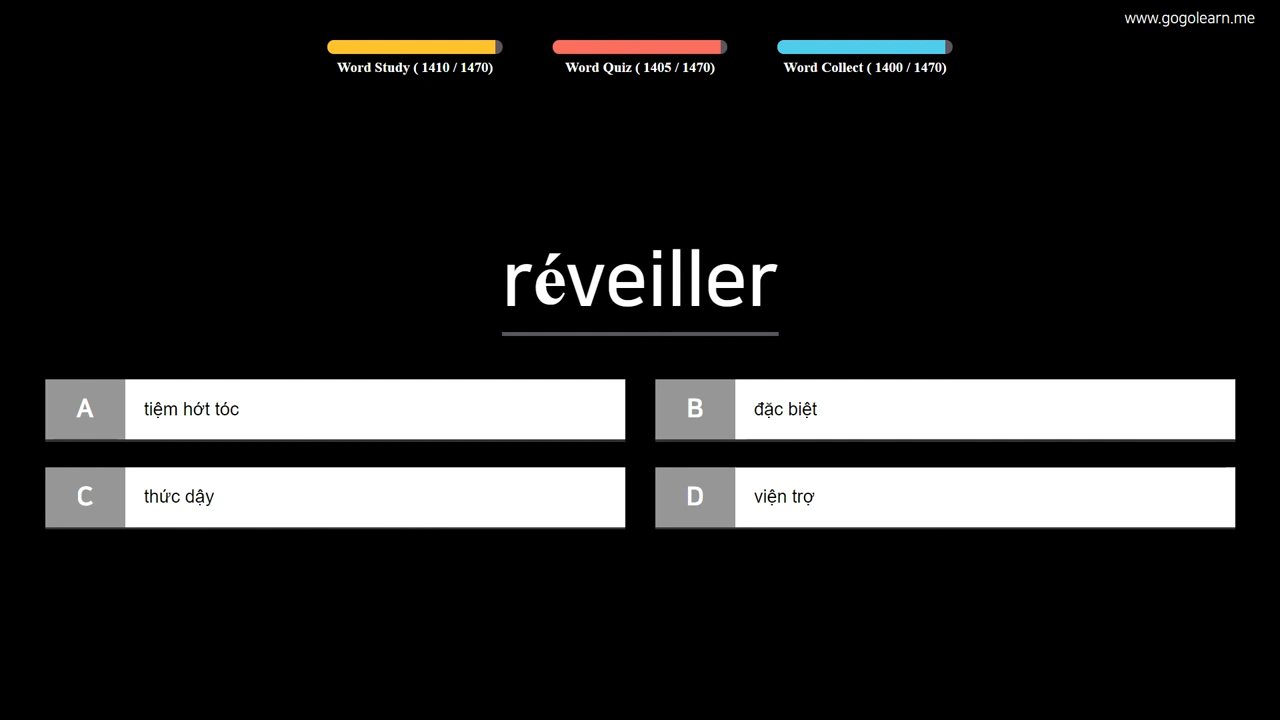 www.gogolearn.me
Word Study ( 1410 / 1470)
Word Quiz ( 1405 / 1470)
Word Collect ( 1400 / 1470)
réveiller
A tiệm hớt tóc
B đặc biệt
C thức dậy
D viện trợ